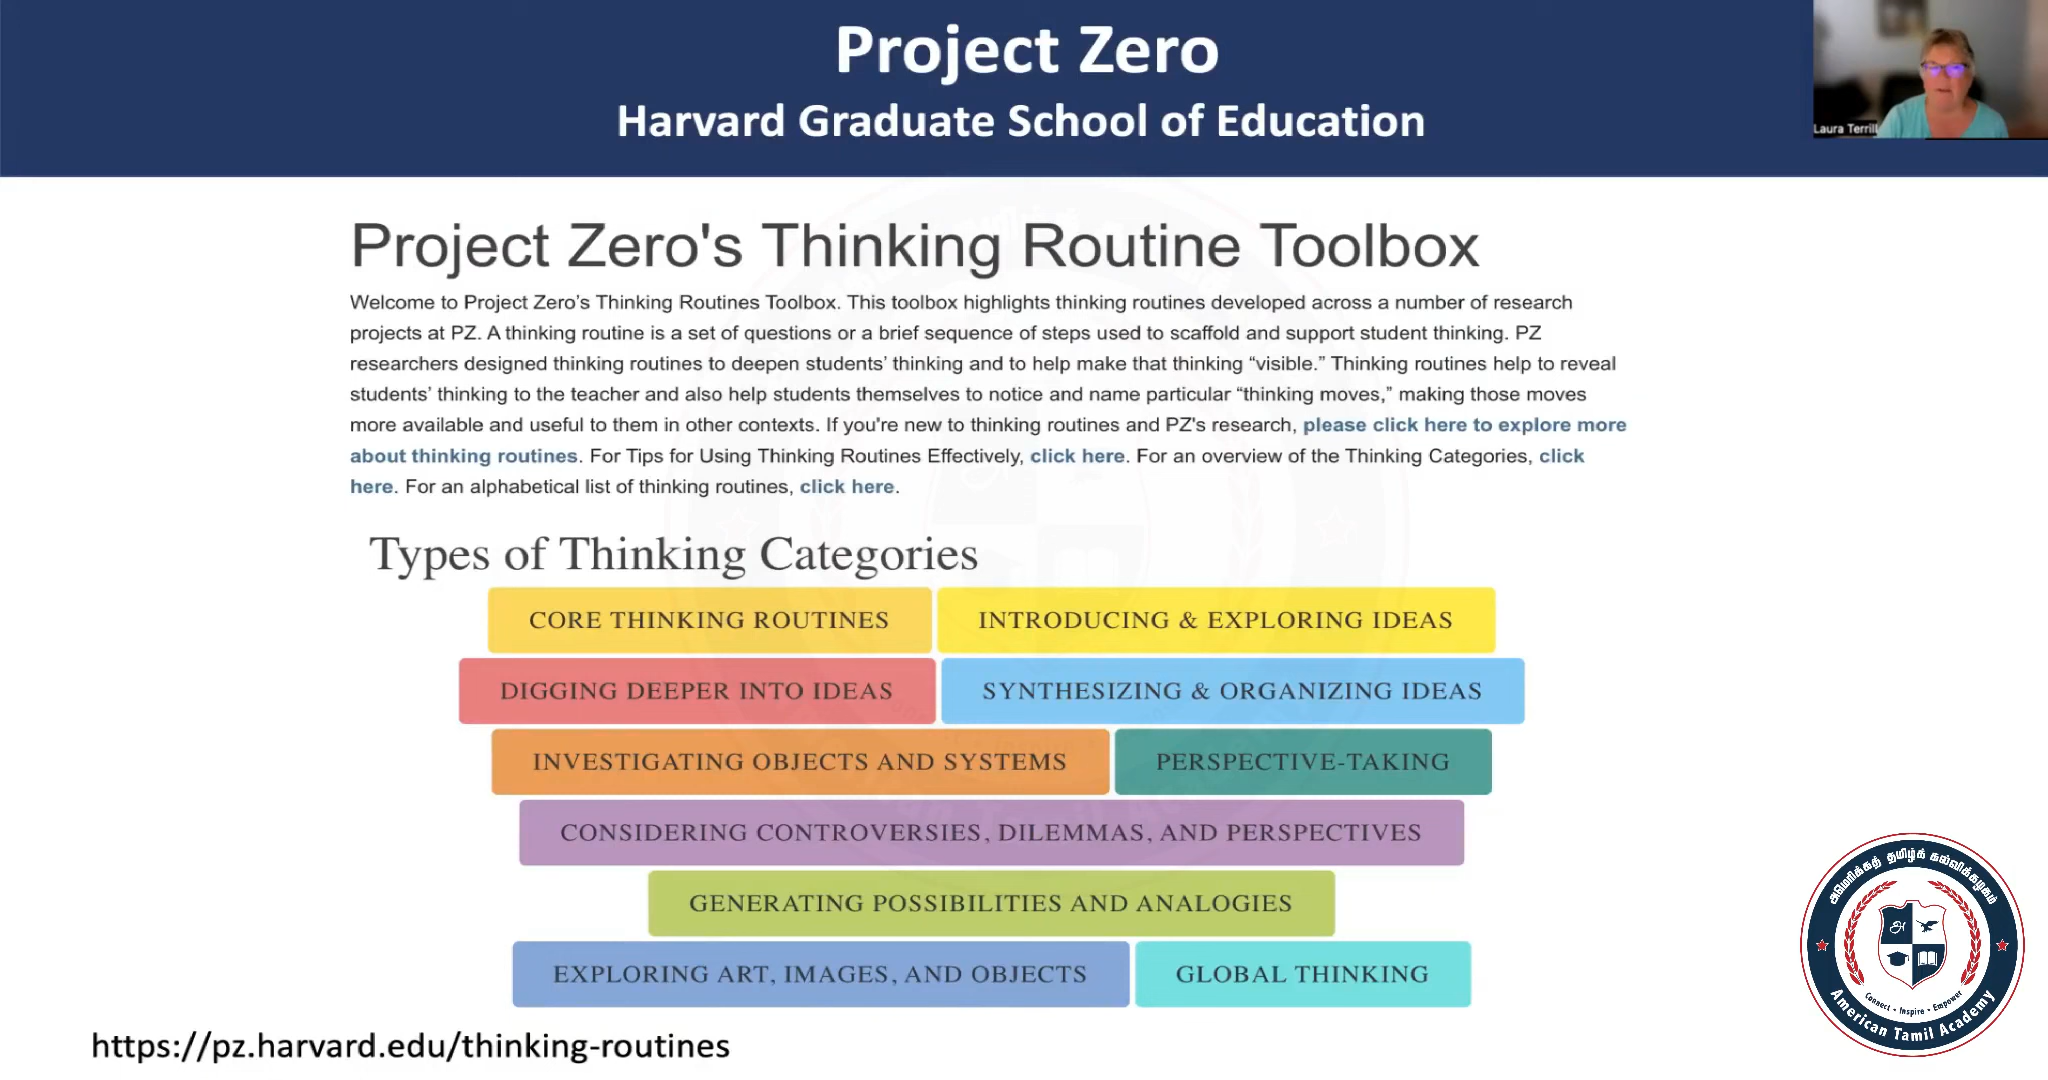 Project Zero
Harvard Graduate School of Education
Laura Terrill
Project Zero's Thinking Routine Toolbox
Welcome to Project Zero’s Thinking Routines Toolbox. This toolbox highlights thinking routines developed across a number of research
projects at PZ. A thinking routine is a set of questions or a brief sequence of steps used to scaffold and support student thinking. PZ
researchers designed thinking routines to deepen students’ thinking and to help make that thinking “visible.” Thinking routines help to reveal
students’ thinking to the teacher and also help students themselves to notice and name particular “thinking moves,” making those moves
more available and useful to them in other contexts. If you're new to thinking routines and PZ's research, please click here to explore more
about thinking routines. For Tips for Using Thinking Routines Effectively, click here. For an overview of the Thinking Categories, click
here. For an alphabetical list of thinking routines, click here.
Types of Thinking Categories
CORE THINKING ROUTINES
INTRODUCING & EXPLORING IDEAS
DIGGING DEEPER INTO IDEAS
SYNTHESIZING & ORGANIZING IDEAS
INVESTIGATING OBJECTS AND SYSTEMS
PERSPECTIVE-TAKING
CONSIDERING CONTROVERSIES, DILEMMAS, AND PERSPECTIVES
GENERATING POSSIBILITIES AND ANALOGIES
EXPLORING ART, IMAGES, AND OBJECTS
GLOBAL THINKING
https://pz.harvard.edu/thinking-routines
அமெரிக்கத் தமிழ்க் கல்விக்கழகம்
அ
Connect • Inspire • Empower
American Tamil Academy